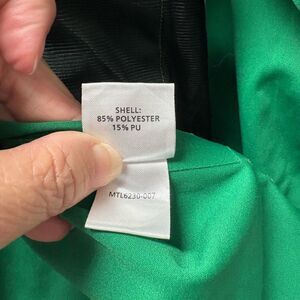 SHELL:
85% POLYESTER
15% PU
MTL6230-007